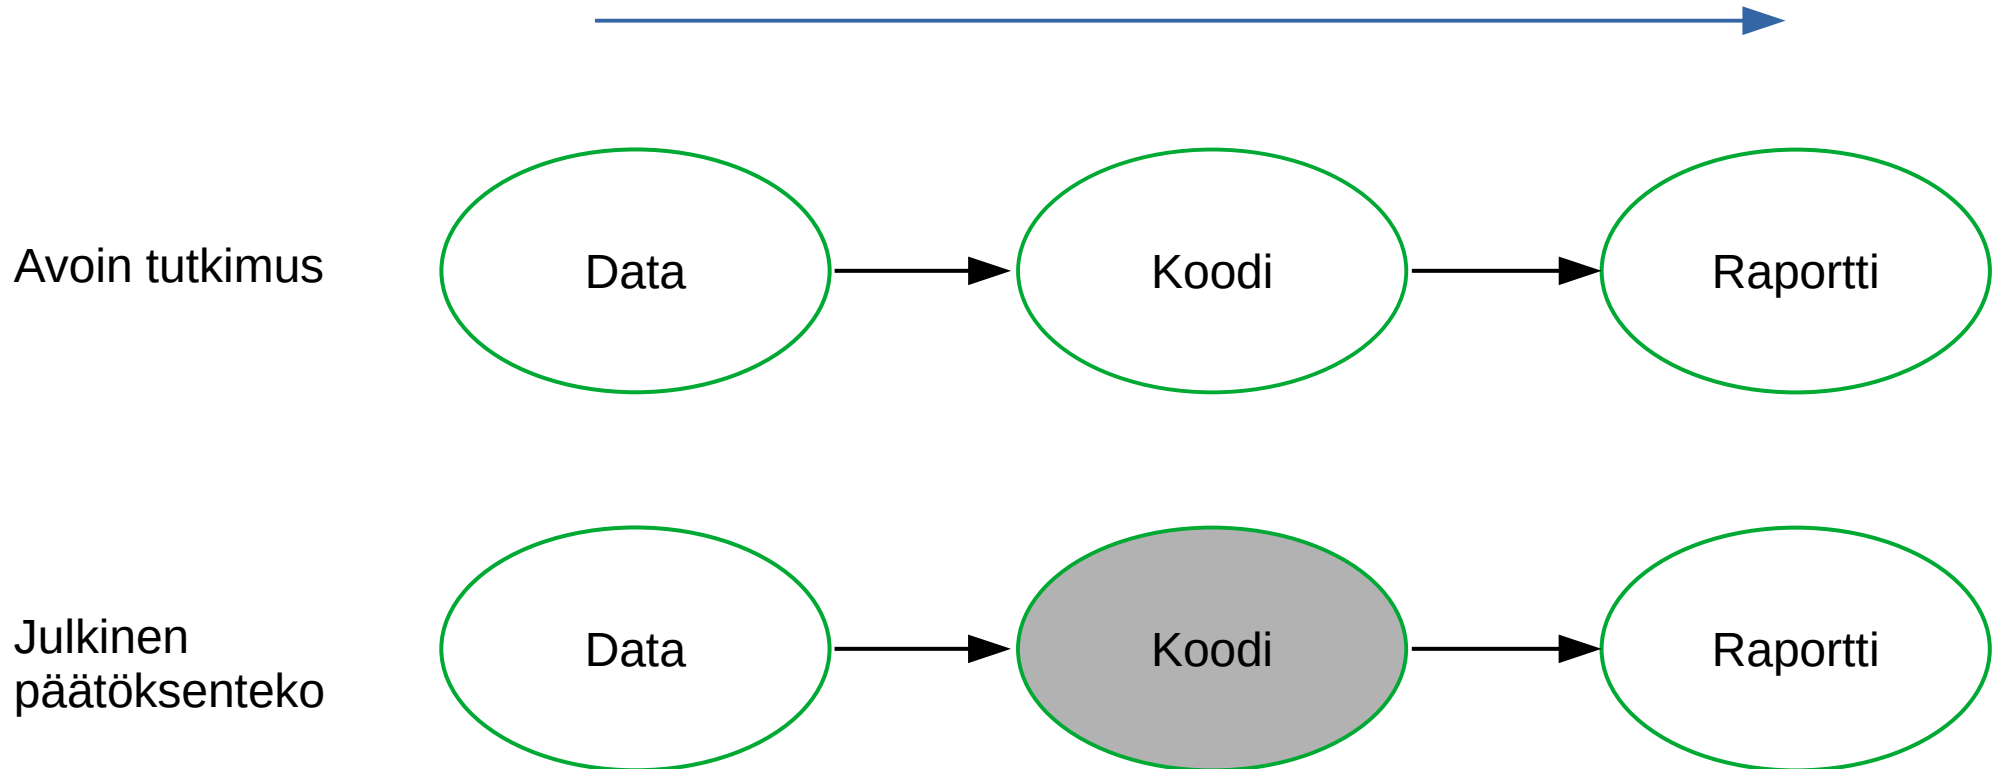 Avoin tutkimus
Data
Koodi
Raportti
Julkinen
päätöksenteko
Data
Koodi
Raportti